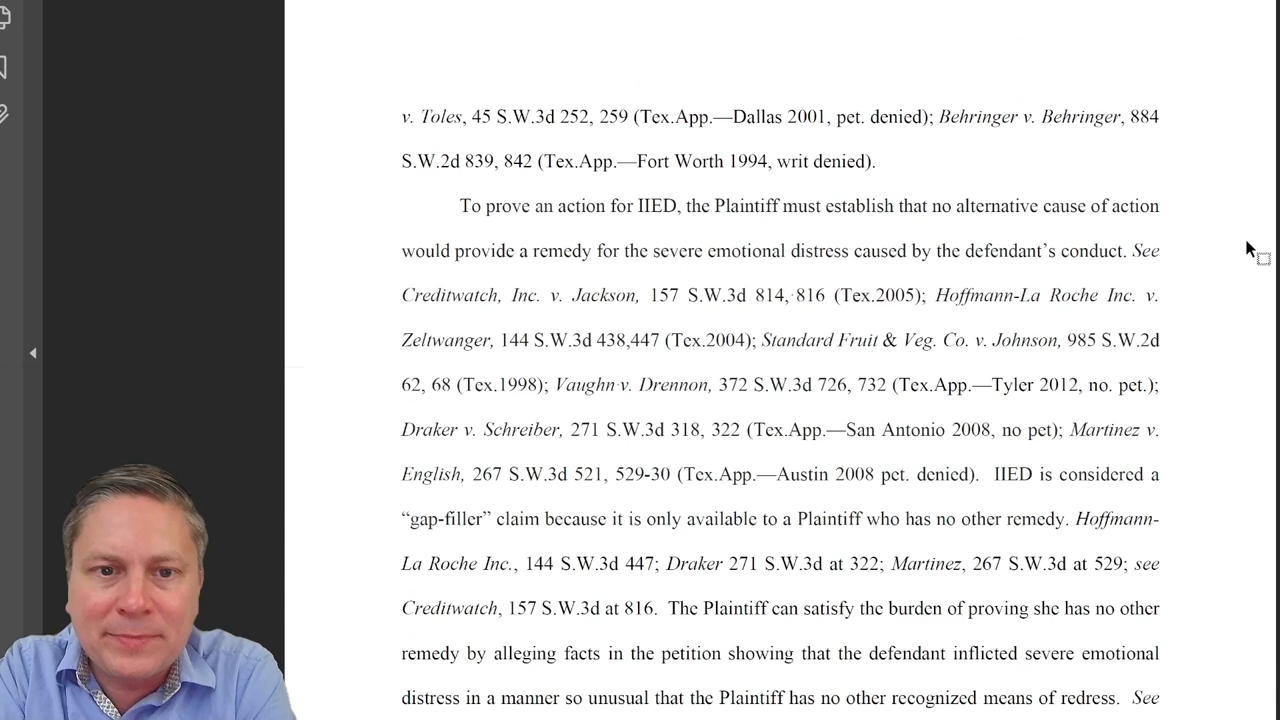 v. Toles, 45 S.W.3d 252, 259 (Tex.App.—Dallas 2001, pet. denied); Behringer v. Behringer, 884
S.W.2d 839, 842 (Tex.App.—Fort Worth 1994, writ denied).
To prove an action for IIED, the Plaintiff must establish that no alternative cause of action
would provide a remedy for the severe emotional distress caused by the defendant’s conduct. See
Creditwatch, Inc. v. Jackson, 157 S.W.3d 814, 816 (Tex.2005); Hoffmann-La Roche Inc. v.
Zeltwanger, 144 S.W.3d 438,447 (Tex.2004); Standard Fruit & Veg. Co. v. Johnson, 985 S.W.2d
62, 68 (Tex.1998); Vaughn v. Drennon, 372 S.W.3d 726, 732 (Tex.App.—Tyler 2012, no. pet.);
Draker v. Schreiber, 271 S.W.3d 318, 322 (Tex.App.—San Antonio 2008, no pet); Martinez v.
English, 267 S.W.3d 521, 529-30 (Tex.App.—Austin 2008 pet. denied).  IIED is considered a
“gap-filler” claim because it is only available to a Plaintiff who has no other remedy. Hoffmann-
La Roche Inc., 144 S.W.3d 447; Draker 271 S.W.3d at 322; Martinez, 267 S.W.3d at 529; see
Creditwatch, 157 S.W.3d at 816.  The Plaintiff can satisfy the burden of proving she has no other
remedy by alleging facts in the petition showing that the defendant inflicted severe emotional
distress in a manner so unusual that the Plaintiff has no other recognized means of redress.  See